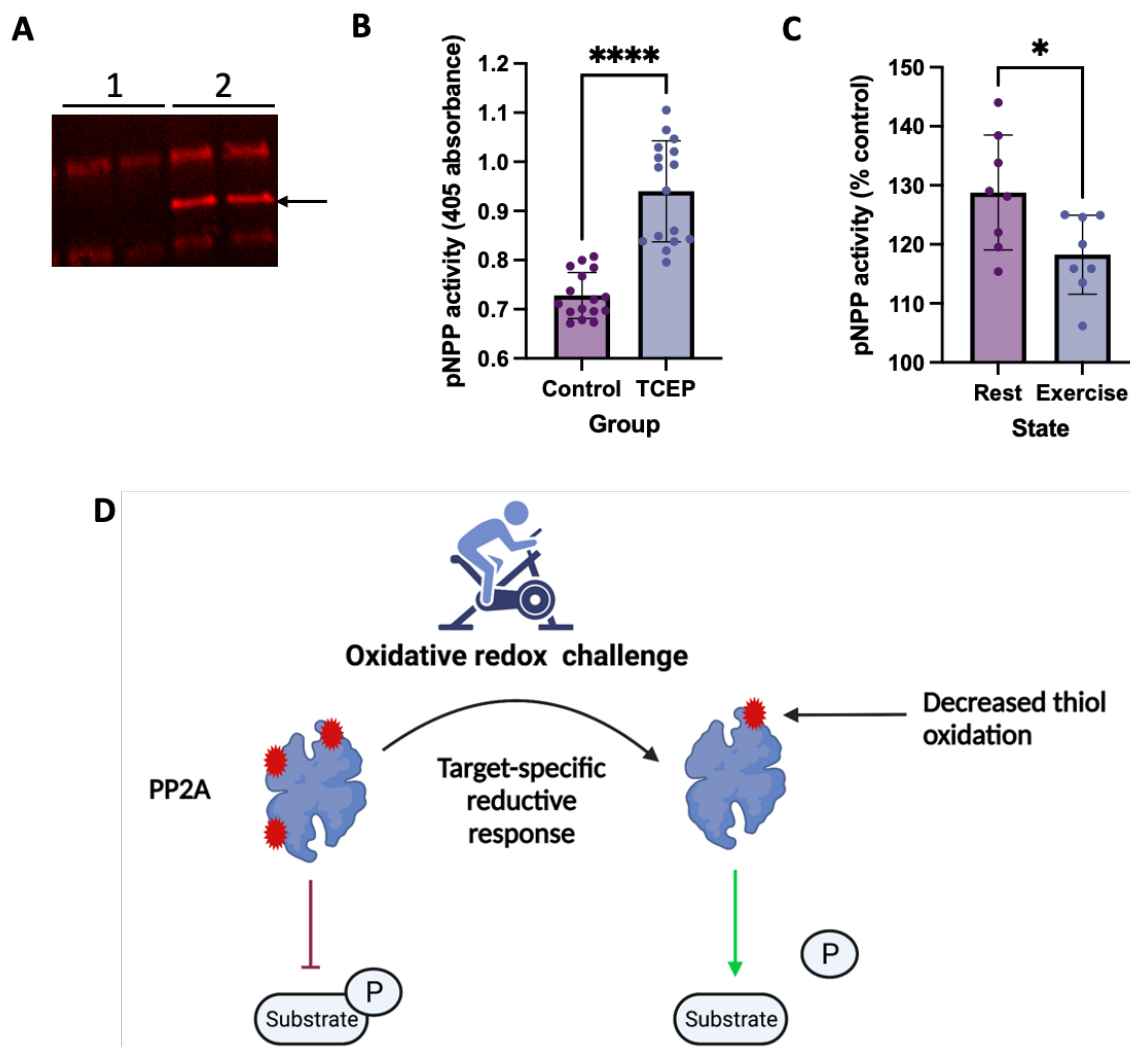 A
1 2
B
pNPP activity (405 absorbance)
1.2
1.1
1.0
0.9
0.8
0.7
0.6
****
Control TCEP
Group
C
pNPP activity (% control)
150
140
130
120
110
100
*
Rest Exercise
State
D
Oxidative redox challenge
PP2A
Target-specific
reductive
response
Decreased thiol
oxidation
P
Substrate
P
Substrate